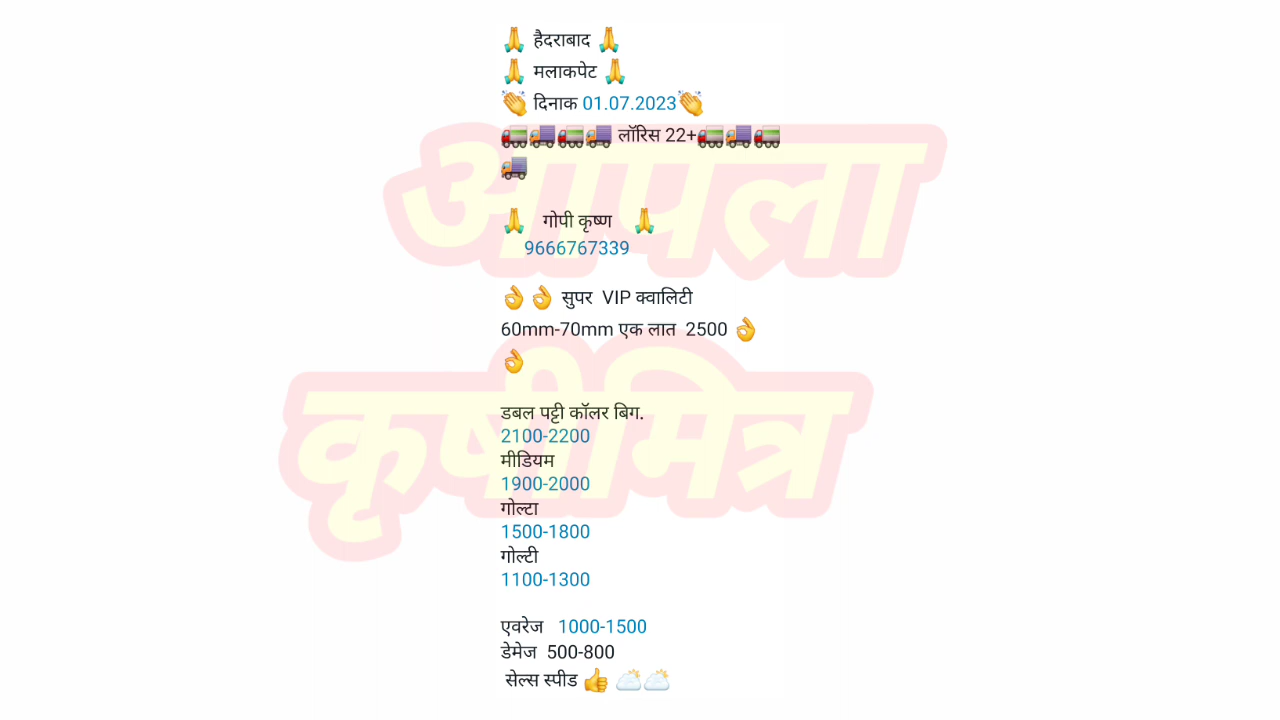 🙏 हैदराबाद 🙏
🙏 मलाकपेट 🙏
👏 दिनाक 01.07.2023👏
🚛🚚🚛🚚 लॉरिस 22+🚛🚚🚛
🚚
🙏 गोपी कृष्ण 🙏
9666767339
👌👌 सुपर VIP क्वालिटी
60mm-70mm एक लात 2500 👌
👌
डबल पट्टी कॉलर बिग.
2100-2200
मीडियम
1900-2000
गोल्टा
1500-1800
गोल्टी
1100-1300
एवरेज 1000-1500
डेमेज 500-800
सेल्स स्पीड 👍 🌥️🌥️
आपला
कृषीमित्र